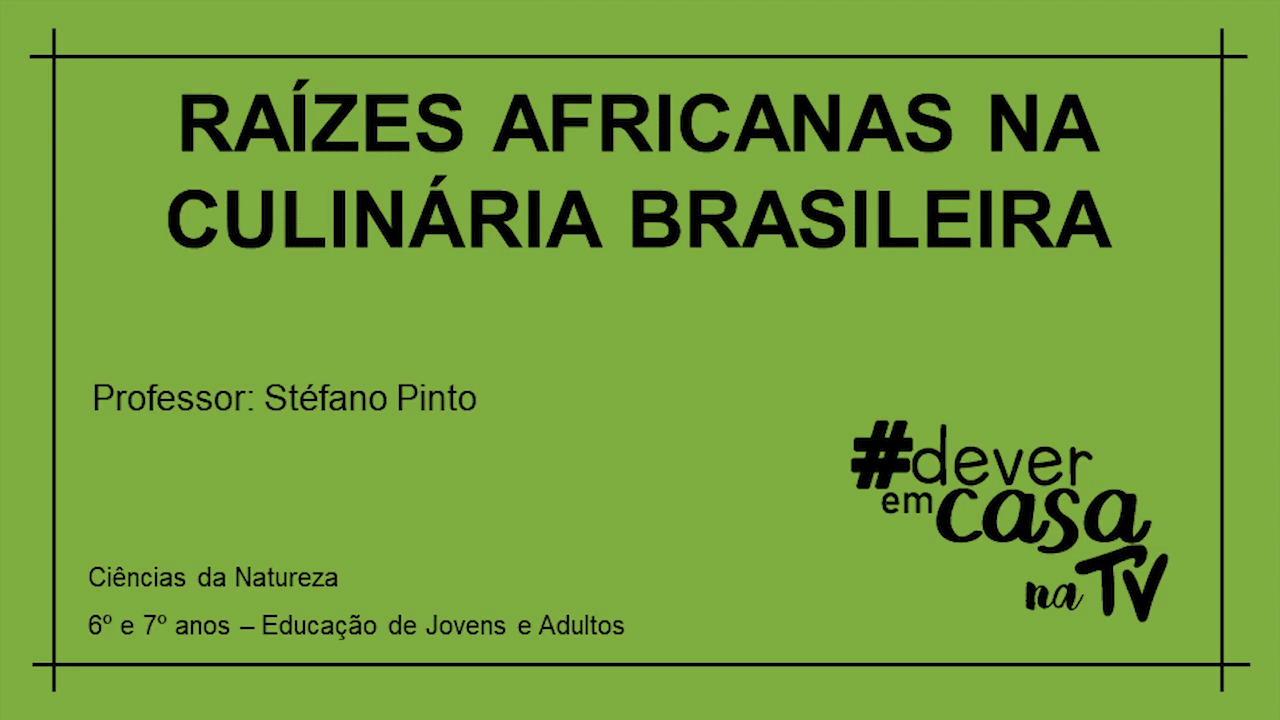 RAÍZES AFRICANAS NA
CULINÁRIA BRASILEIRA
Professor: Stéfano Pinto
#dever
em casa
na TV
Ciências da Natureza
6º e 7º anos – Educação de Jovens e Adultos